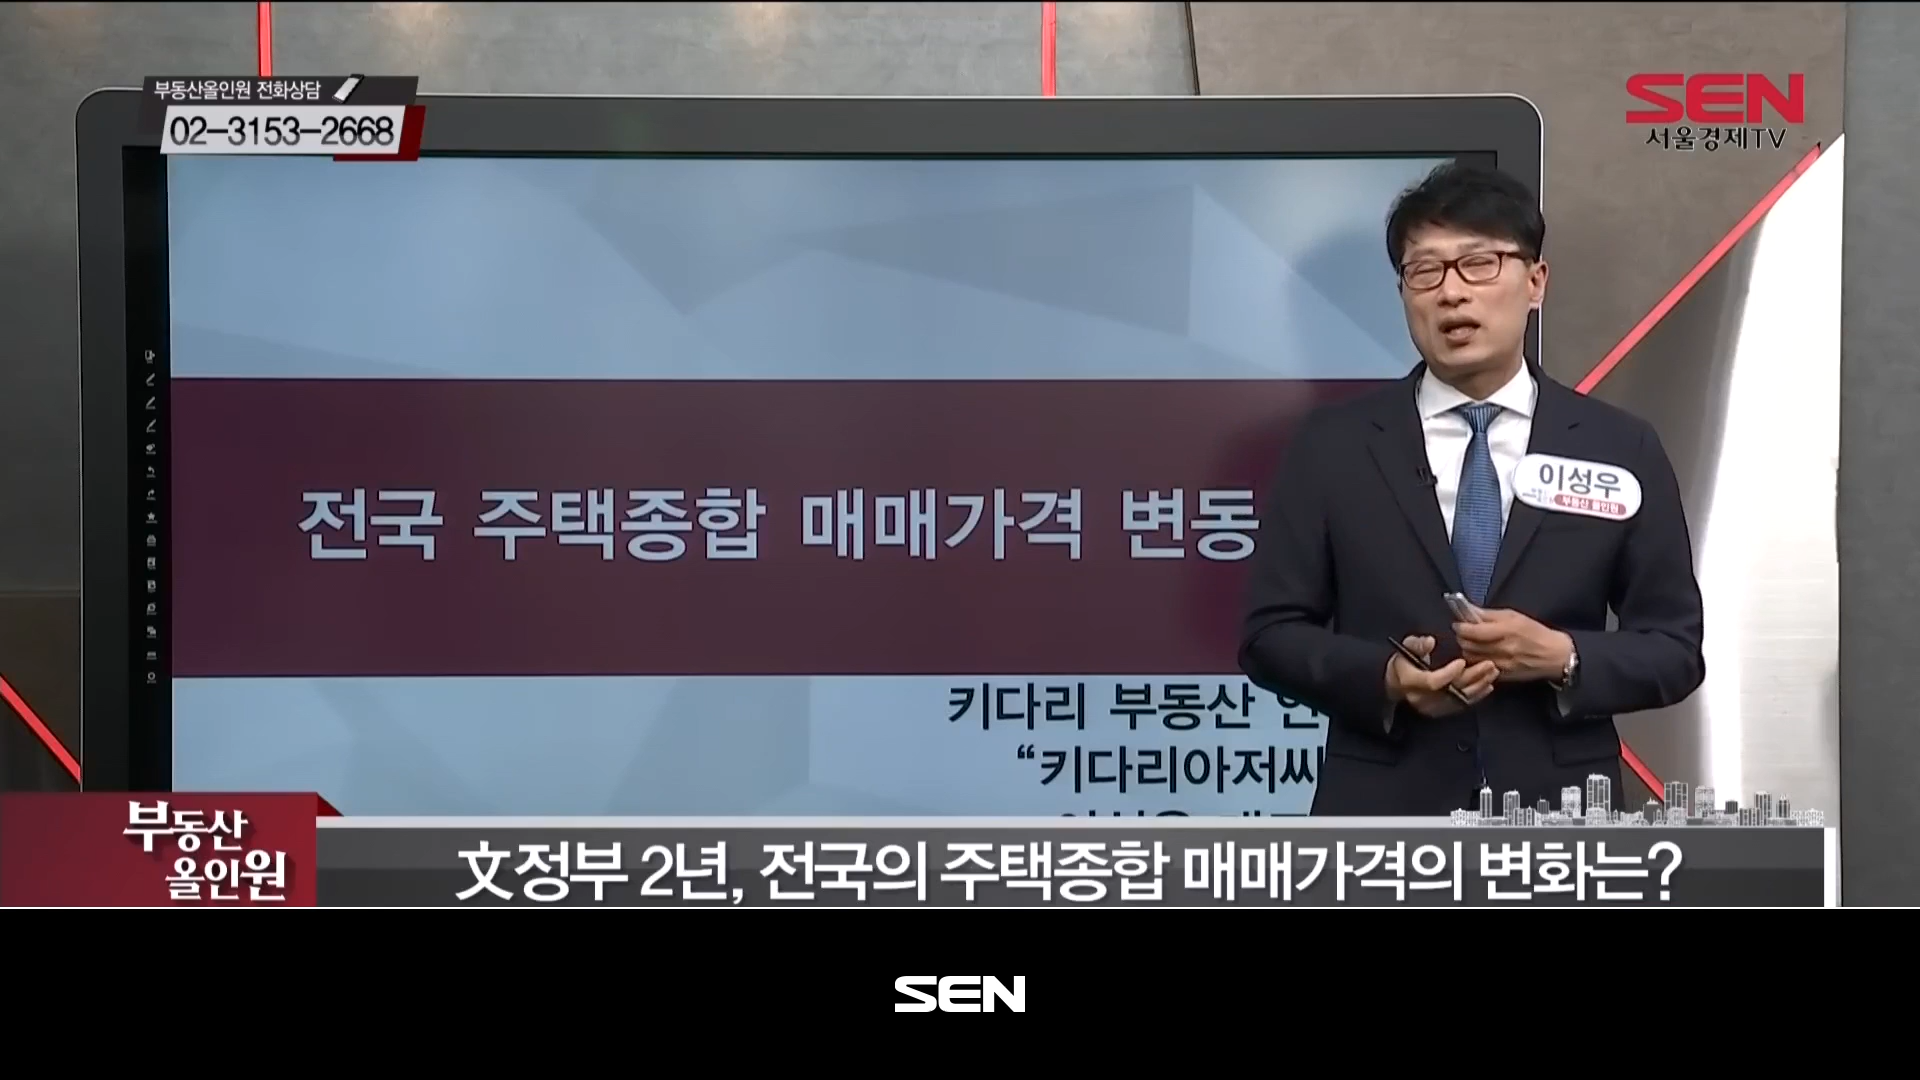 부동산올인원 전화상담
02-3153-2668
SEN
서울경제TV
전국 주택종합 매매가격 변동
이성우
부동산 올인원
키다리 부동산
“키다리아저씨
부동산
올인원
文정부 2년, 전국의 주택종합 매매가격의 변화는?
SEN